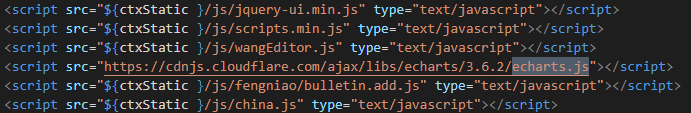 <script src="${ctxStatic }/js/jquery-ui.min.js" type="text/javascript"></script>
<script src="${ctxStatic }/js/scripts.min.js" type="text/javascript"></script>
<script src="${ctxStatic }/js/wangEditor.js" type="text/javascript"></script>
<script src="https://cdnjs.cloudflare.com/ajax/libs/echarts/3.6.2/echarts.js"></script>
<script src="${ctxStatic }/js/fengniao/bulletin.add.js" type="text/javascript"></script>
<script src="${ctxStatic }/js/china.js" type="text/javascript"></script>